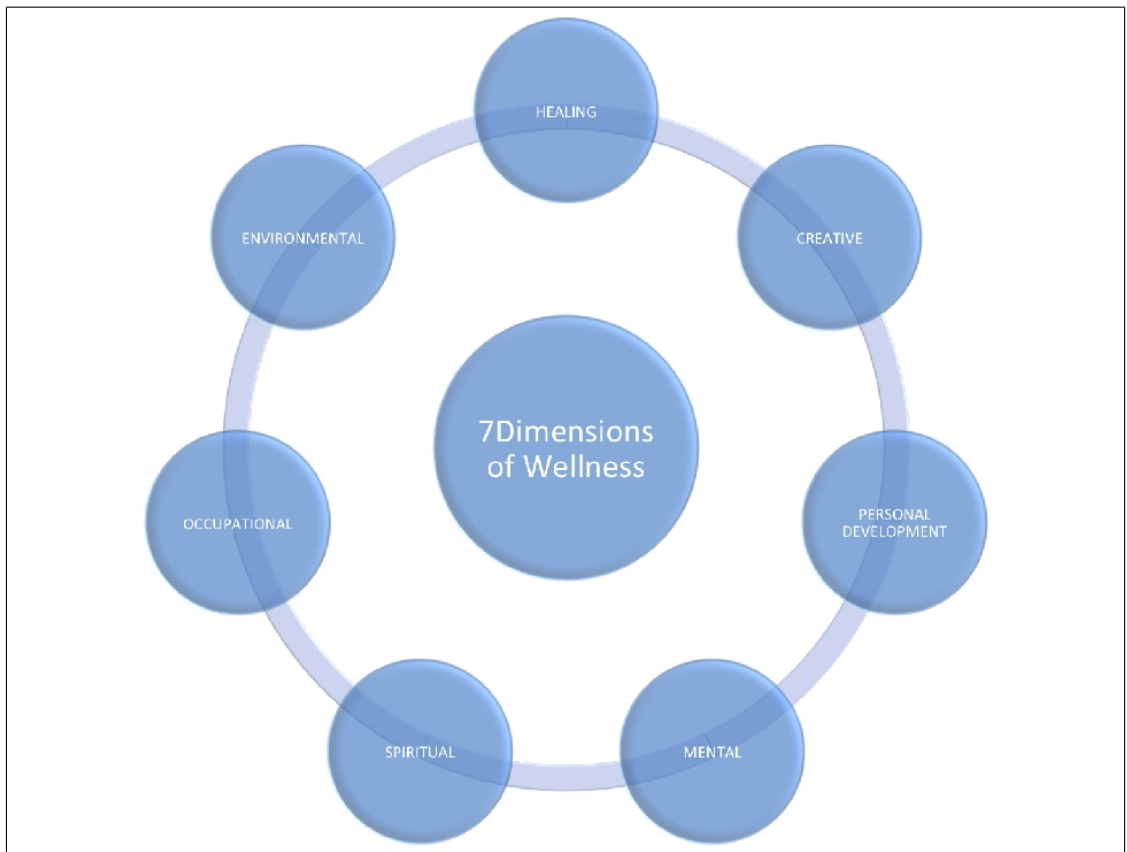 HEALING
CREATIVE
PERSONAL
DEVELOPMENT
MENTAL
SPIRITUAL
OCCUPATIONAL
ENVIRONMENTAL
7Dimensions
of Wellness